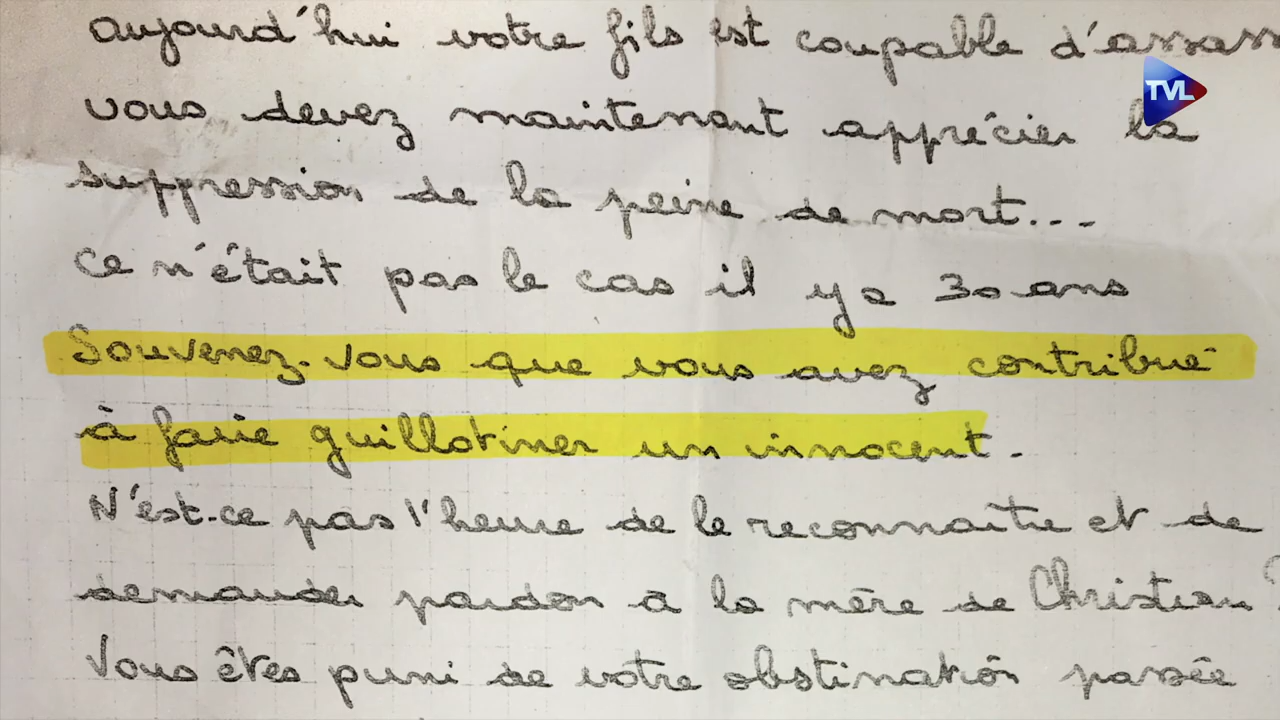 aujourd'hui votre fils est coupable d'assass
TVL
vous devez maintenant apprécier la
suppression de la peine de mort...
ce n'était pas le cas il y a 30 ans
Souvenez-vous que vous avez contribué
à faire guillotiner un innocent.
N'est-ce pas l'heure de le reconnaître et de
demander pardon à la mère de Christian ?
Vous êtes puni de votre obstination passée